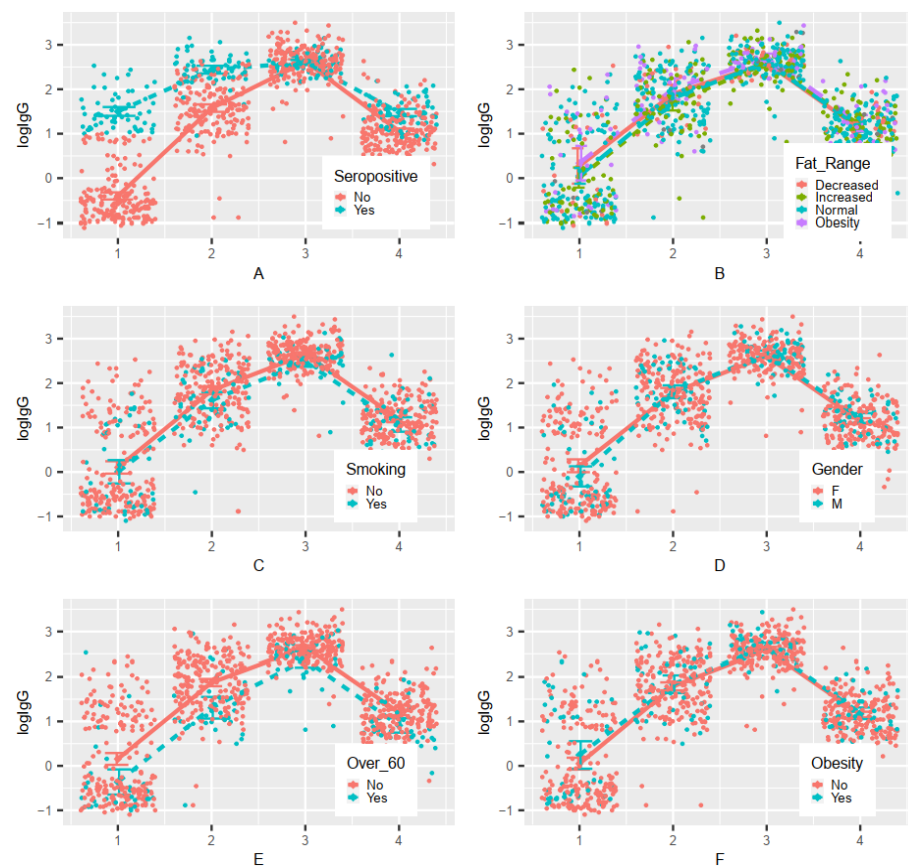 logIgG
3
2
1
0
−1
Seropositive
No
Yes
1 2 3 4
A
logIgG
3
2
1
0
−1
Fat_Range
Decreased
Increased
Normal
Obesity
1 2 3 4
B
logIgG
3
2
1
0
−1
Smoking
No
Yes
1 2 3 4
C
logIgG
3
2
1
0
−1
Gender
F
M
1 2 3 4
D
logIgG
3
2
1
0
−1
Over_60
No
Yes
1 2 3 4
E
logIgG
3
2
1
0
−1
Obesity
No
Yes
1 2 3 4
F